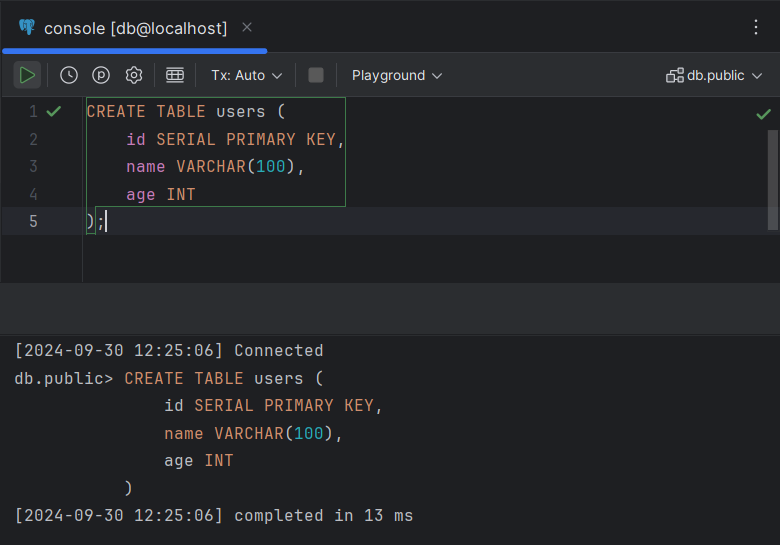 console [db@localhost]
Tx: Auto Playground db.public
1 CREATE TABLE users (
2 id SERIAL PRIMARY KEY,
3 name VARCHAR(100),
4 age INT
5 );
[2024-09-30 12:25:06] Connected
db.public> CREATE TABLE users (
id SERIAL PRIMARY KEY,
name VARCHAR(100),
age INT
)
[2024-09-30 12:25:06] completed in 13 ms